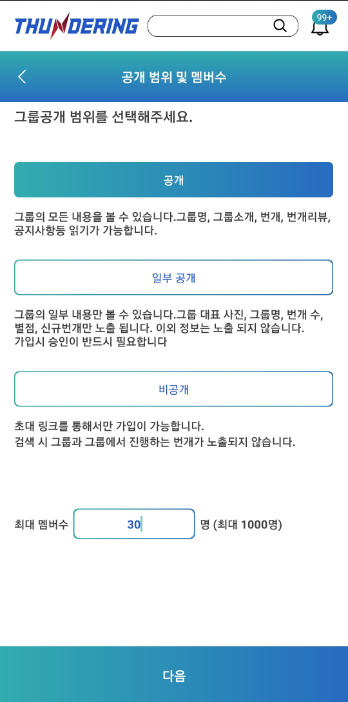 THUNDERING
99+
공개 범위 및 멤버수
그룹공개 범위를 선택해주세요.
공개
그룹의 모든 내용을 볼 수 있습니다.그룹명, 그룹소개, 번개, 번개리뷰,
공지사항등 읽기가 가능합니다.
일부 공개
그룹의 일부 내용만 볼 수 있습니다.그룹 대표 사진, 그룹명, 번개 수,
별점, 신규번개만 노출 됩니다. 이외 정보는 노출 되지 않습니다.
가입시 승인이 반드시 필요합니다
비공개
초대 링크를 통해서만 가입이 가능합니다.
검색 시 그룹과 그룹에서 진행하는 번개가 노출되지 않습니다.
최대 멤버수 30 명 (최대 1000명)
다음